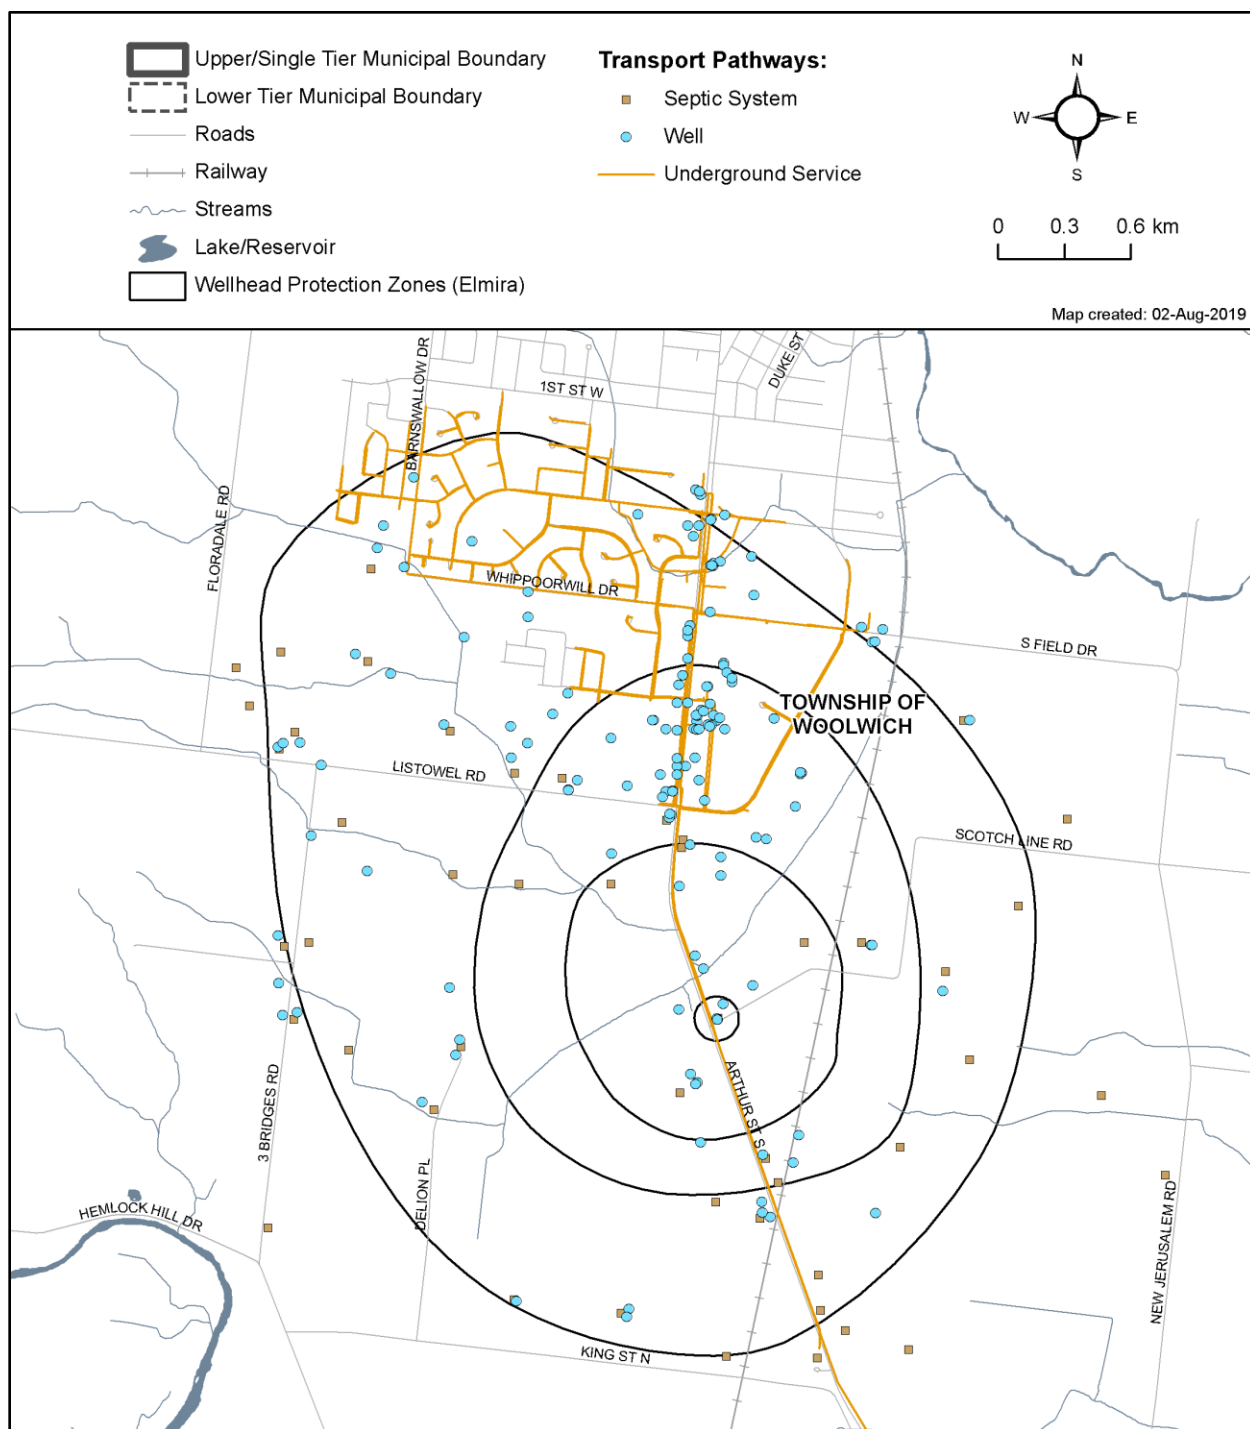 Upper/Single Tier Municipal Boundary
Lower Tier Municipal Boundary
Roads
Railway
Streams
Lake/Reservoir
Wellhead Protection Zones (Elmira)
Transport Pathways:
Septic System
Well
Underground Service
N
W E
S
0 0.3 0.6 km
Map created: 02-Aug-2019
BARNSWALLOW DR
1ST ST W
DUKE ST
FLORADALE RD
WHIPPOORWILL DR
S FIELD DR
TOWNSHIP OF
WOOLWICH
LISTOWEL RD
SCOTCH LINE RD
ARTHUR ST S
3 BRIDGES RD
DELION PL
HEMLOCK HILL DR
NEW JERUSALEM RD
KING ST N